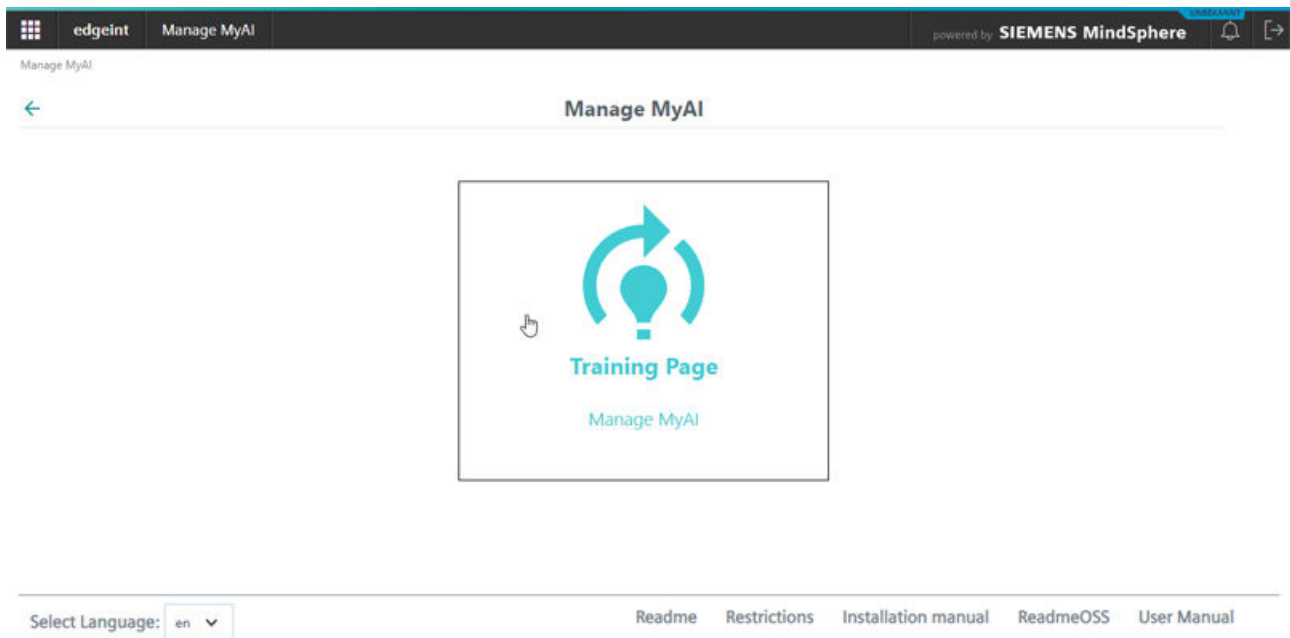 UNBEKANNT
edgeint Manage MyAI powered by SIEMENS MindSphere
Manage MyAI
Manage MyAI
Training Page
Manage MyAI
Select Language: en Readme Restrictions Installation manual ReadmeOSS User Manual